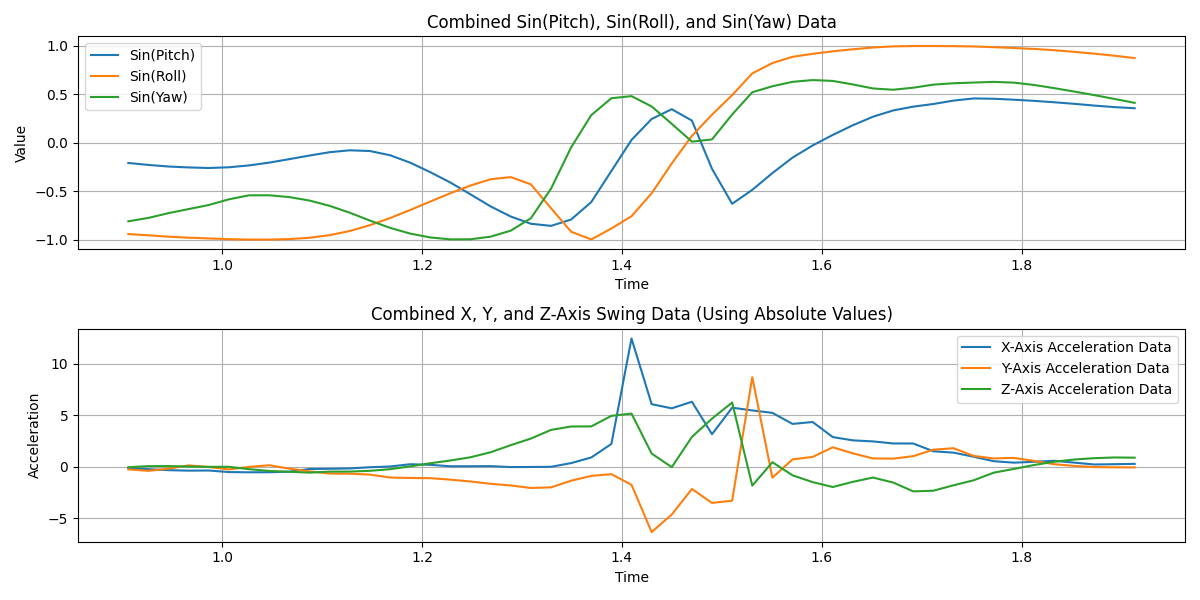 Combined Sin(Pitch), Sin(Roll), and Sin(Yaw) Data
Sin(Pitch)
Sin(Roll)
Sin(Yaw)
Value
1.0
0.5
0.0
−0.5
−1.0
1.0 1.2 1.4 1.6 1.8
Time
Combined X, Y, and Z-Axis Swing Data (Using Absolute Values)
X-Axis Acceleration Data
Y-Axis Acceleration Data
Z-Axis Acceleration Data
Acceleration
10
5
0
−5
1.0 1.2 1.4 1.6 1.8
Time